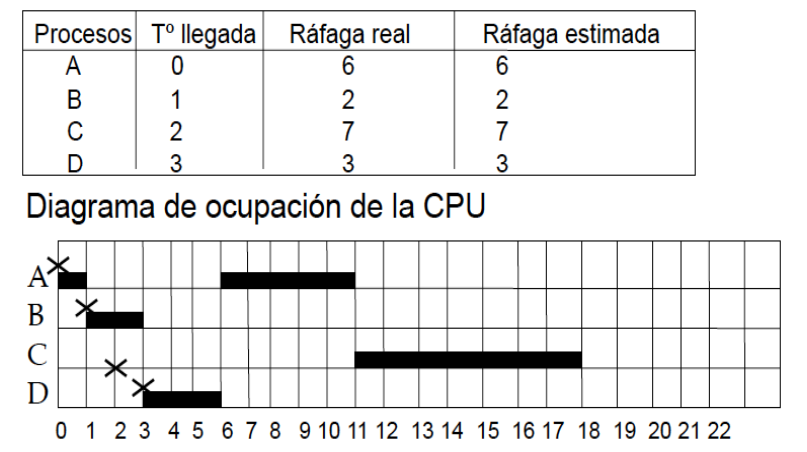 Procesos Tº llegada Ráfaga real Ráfaga estimada
A 0 6 6
B 1 2 2
C 2 7 7
D 3 3 3
Diagrama de ocupación de la CPU
A
B
C
D
0 1 2 3 4 5 6 7 8 9 10 11 12 13 14 15 16 17 18 19 20 21 22